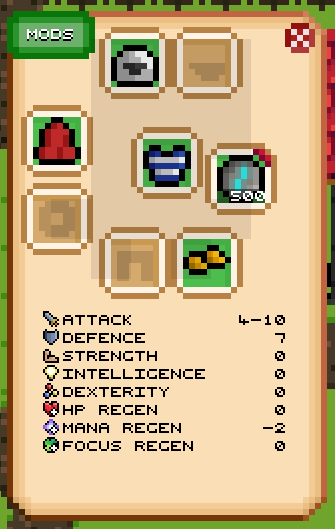 MODS
500
ATTACK 4-10
DEFENCE 7
STRENGTH 0
INTELLIGENCE 0
DEXTERITY 0
HP REGEN 0
MANA REGEN -2
FOCUS REGEN 0